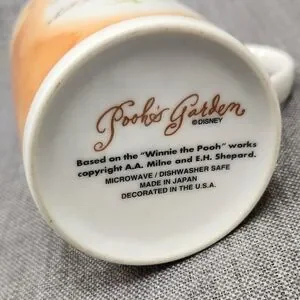 Pooh's Garden
©DISNEY
Based on the "Winnie the Pooh" works
copyright A.A. Milne and E.H. Shepard.
MICROWAVE / DISHWASHER SAFE
MADE IN JAPAN
DECORATED IN THE U.S.A.